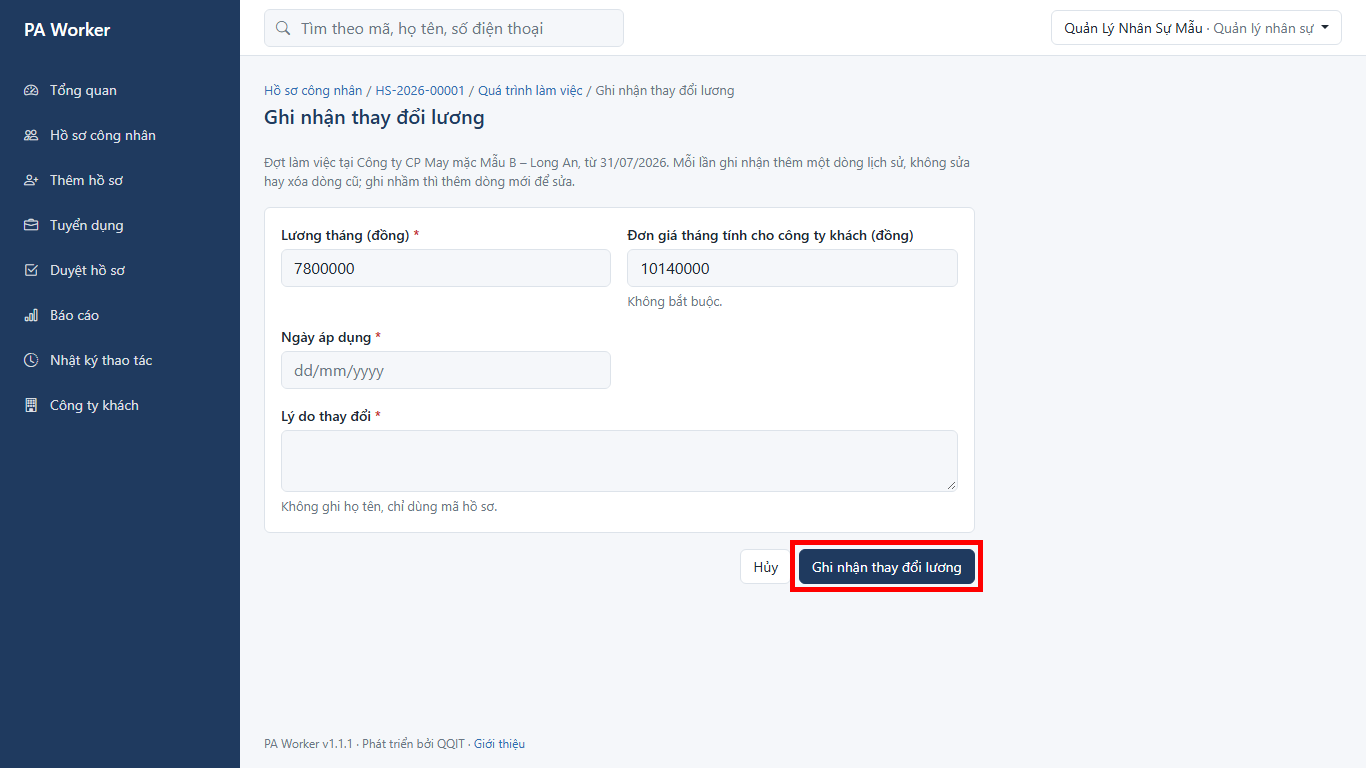 PA Worker
Tìm theo mã, họ tên, số điện thoại
Quản Lý Nhân Sự Mẫu · Quản lý nhân sự
Tổng quan
Hồ sơ công nhân
Thêm hồ sơ
Tuyển dụng
Duyệt hồ sơ
Báo cáo
Nhật ký thao tác
Công ty khách
Hồ sơ công nhân / HS-2026-00001 / Quá trình làm việc / Ghi nhận thay đổi lương
Ghi nhận thay đổi lương
Đợt làm việc tại Công ty CP May mặc Mẫu B – Long An, từ 31/07/2026. Mỗi lần ghi nhận thêm một dòng lịch sử, không sửa
hay xóa dòng cũ; ghi nhầm thì thêm dòng mới để sửa.
Lương tháng (đồng) *
Đơn giá tháng tính cho công ty khách (đồng)
7800000
10140000
Không bắt buộc.
Ngày áp dụng *
dd/mm/yyyy
Lý do thay đổi *
Không ghi họ tên, chỉ dùng mã hồ sơ.
Hủy
Ghi nhận thay đổi lương
PA Worker v1.1.1 · Phát triển bởi QQIT · Giới thiệu